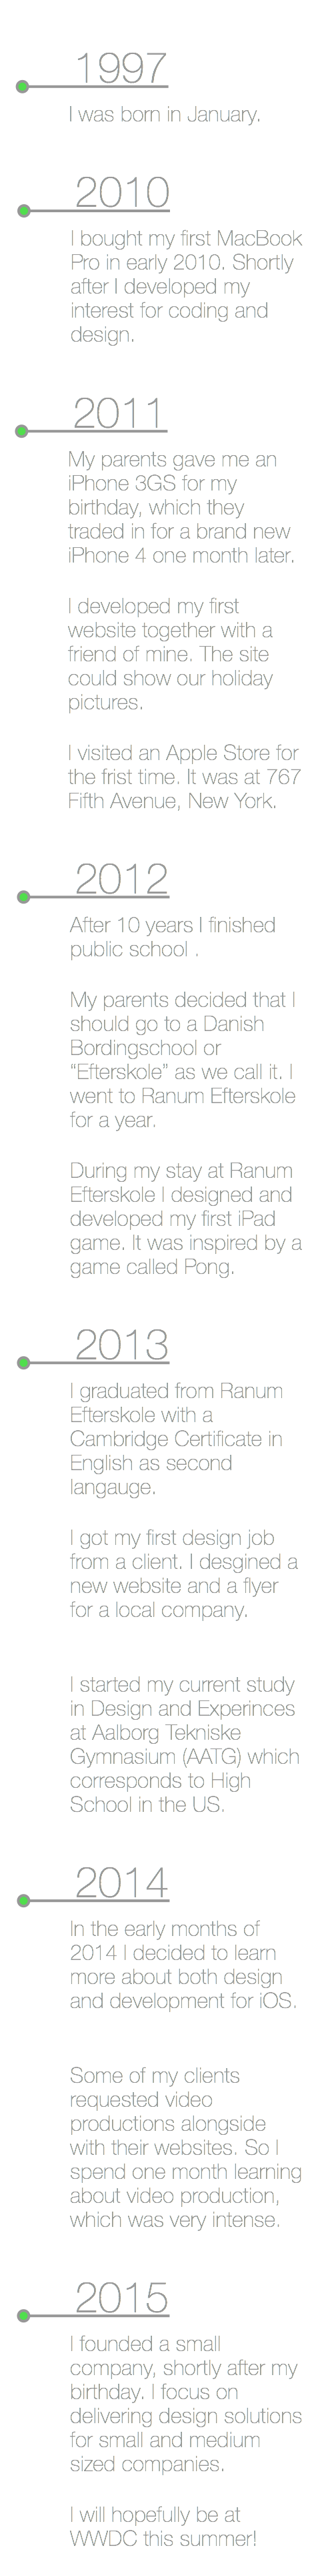 1997
I was born in January.
2010
I bought my first MacBook
Pro in early 2010. Shortly
after I developed my
interest for coding and
design.
2011
My parents gave me an
iPhone 3GS for my
birthday, which they
traded in for a brand new
iPhone 4 one month later.
I developed my first
website together with a
friend of mine. The site
could show our holiday
pictures.
I visited an Apple Store for
the frist time. It was at 767
Fifth Avenue, New York.
2012
After 10 years I finished
public school .
My parents decided that I
should go to a Danish
Bordingschool or
“Efterskole” as we call it. I
went to Ranum Efterskole
for a year.
During my stay at Ranum
Efterskole I designed and
developed my first iPad
game. It was inspired by a
game called Pong.
2013
I graduated from Ranum
Efterskole with a
Cambridge Certificate in
English as second
langauge.
I got my first design job
from a client. I desgined a
new website and a flyer
for a local company.
I started my current study
in Design and Experinces
at Aalborg Tekniske
Gymnasium (AATG) which
corresponds to High
School in the US.
2014
In the early months of
2014 I decided to learn
more about both design
and development for iOS.
Some of my clients
requested video
productions alongside
with their websites. So I
spend one month learning
about video production,
which was very intense.
2015
I founded a small
company, shortly after my
birthday. I focus on
delivering design solutions
for small and medium
sized companies.
I will hopefully be at
WWDC this summer!